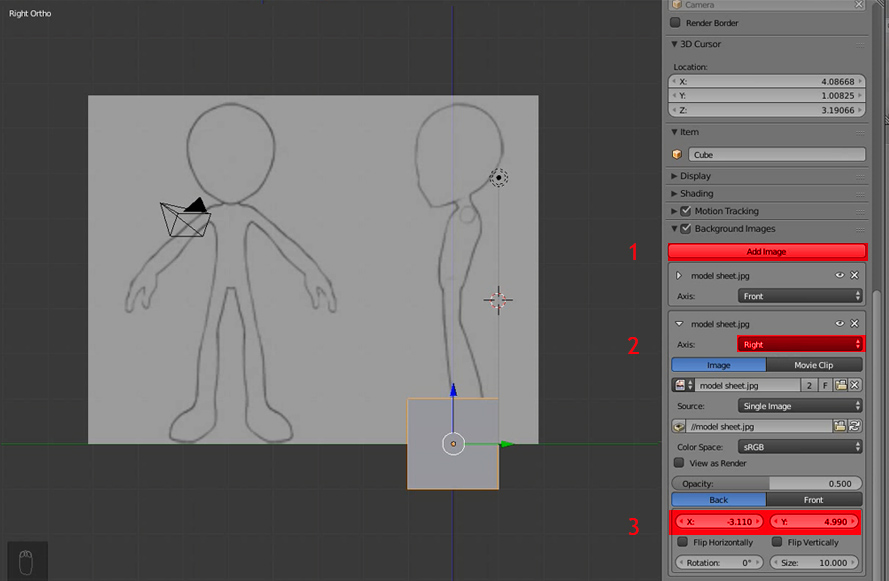 Right Ortho
Camera
Render Border
3D Cursor
Location:
X: 4.08668
Y: 1.00825
Z: 3.19066
Item
Cube
Display
Shading
Motion Tracking
Background Images
1
Add Image
model sheet.jpg
Axis: Front
model sheet.jpg
2
Axis: Right
Image Movie Clip
model sheet.jpg 2 F
Source: Single Image
//model sheet.jpg
Color Space: sRGB
View as Render
Opacity: 0.500
Back Front
3
X: -3.110 Y: 4.990
Flip Horizontally Flip Vertically
Rotation: 0° Size: 10.000